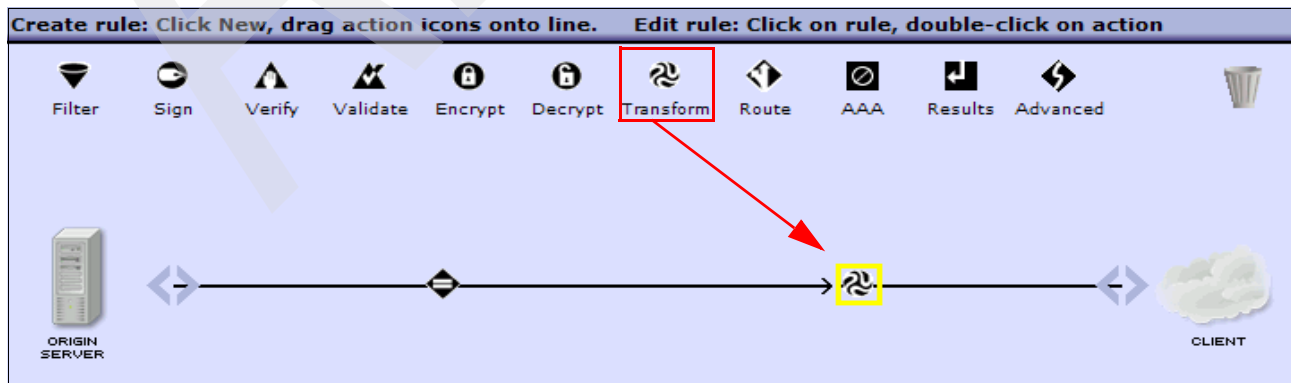 Create rule: Click New, drag action icons onto line. Edit rule: Click on rule, double-click on action
Filter Sign Verify Validate Encrypt Decrypt Transform Route AAA Results Advanced
ORIGIN
SERVER
CLIENT